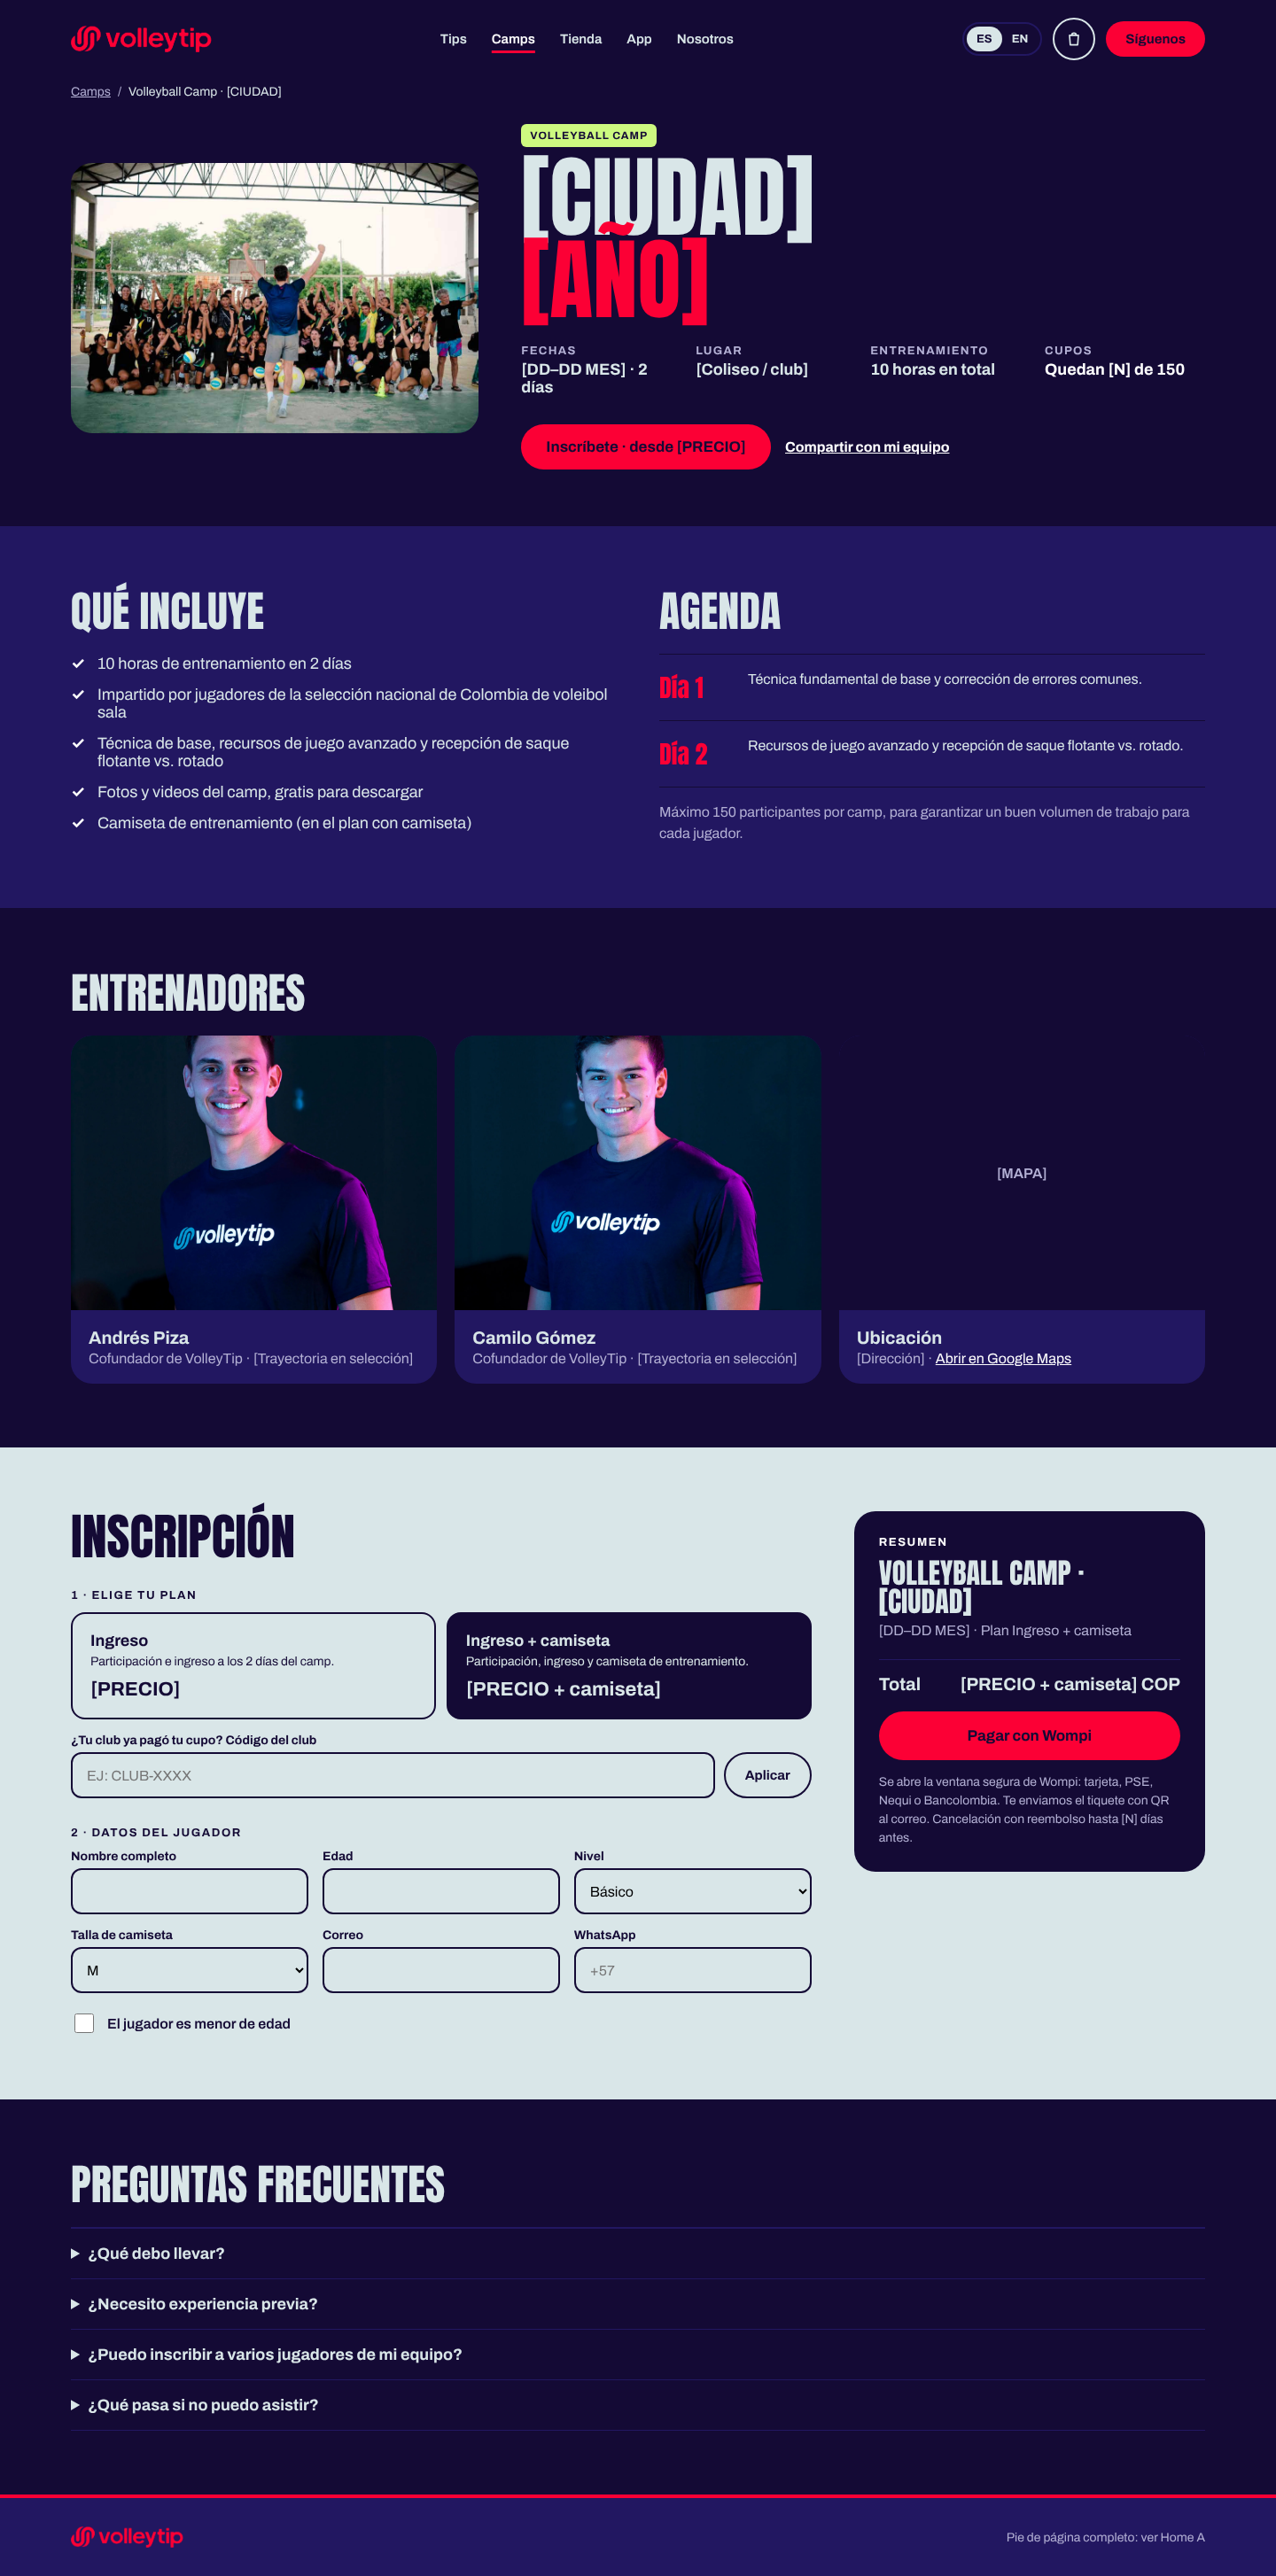 volleytip
Tips Camps Tienda App Nosotros
ES EN
Síguenos
Camps / Volleyball Camp · [CIUDAD]
VOLLEYBALL CAMP
[CIUDAD]
[AÑO]
FECHAS
[DD–DD MES] · 2
días
LUGAR
[Coliseo / club]
ENTRENAMIENTO
10 horas en total
CUPOS
Quedan [N] de 150
Inscríbete · desde [PRECIO]
Compartir con mi equipo
QUÉ INCLUYE
10 horas de entrenamiento en 2 días
Impartido por jugadores de la selección nacional de Colombia de voleibol
sala
Técnica de base, recursos de juego avanzado y recepción de saque
flotante vs. rotado
Fotos y videos del camp, gratis para descargar
Camiseta de entrenamiento (en el plan con camiseta)
AGENDA
Día 1
Técnica fundamental de base y corrección de errores comunes.
Día 2
Recursos de juego avanzado y recepción de saque flotante vs. rotado.
Máximo 150 participantes por camp, para garantizar un buen volumen de trabajo para
cada jugador.
ENTRENADORES
volleytip
Andrés Piza
Cofundador de VolleyTip · [Trayectoria en selección]
volleytip
Camilo Gómez
Cofundador de VolleyTip · [Trayectoria en selección]
[MAPA]
Ubicación
[Dirección] · Abrir en Google Maps
INSCRIPCIÓN
1 · ELIGE TU PLAN
Ingreso
Participación e ingreso a los 2 días del camp.
[PRECIO]
Ingreso + camiseta
Participación, ingreso y camiseta de entrenamiento.
[PRECIO + camiseta]
¿Tu club ya pagó tu cupo? Código del club
EJ: CLUB-XXXX
Aplicar
2 · DATOS DEL JUGADOR
Nombre completo
Edad
Nivel
Básico
Talla de camiseta
M
Correo
WhatsApp
+57
El jugador es menor de edad
RESUMEN
VOLLEYBALL CAMP ·
[CIUDAD]
[DD–DD MES] · Plan Ingreso + camiseta
Total [PRECIO + camiseta] COP
Pagar con Wompi
Se abre la ventana segura de Wompi: tarjeta, PSE,
Nequi o Bancolombia. Te enviamos el tiquete con QR
al correo. Cancelación con reembolso hasta [N] días
antes.
PREGUNTAS FRECUENTES
¿Qué debo llevar?
¿Necesito experiencia previa?
¿Puedo inscribir a varios jugadores de mi equipo?
¿Qué pasa si no puedo asistir?
volleytip
Pie de página completo: ver Home A